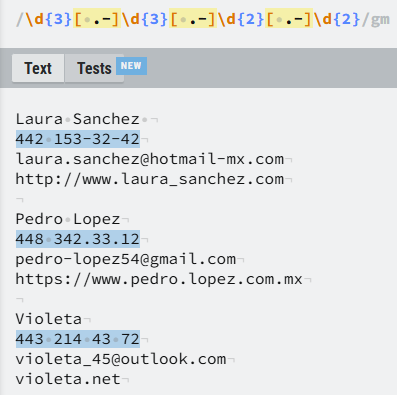 /\d{3}[ .-]\d{3}[ .-]\d{2}[ .-]\d{2}/gm
Text Tests NEW
Laura Sanchez
442 153-32-42
laura.sanchez@hotmail-mx.com
http://www.laura_sanchez.com
Pedro Lopez
448 342.33.12
pedro-lopez54@gmail.com
https://www.pedro.lopez.com.mx
Violeta
443 214 43 72
violeta_45@outlook.com
violeta.net